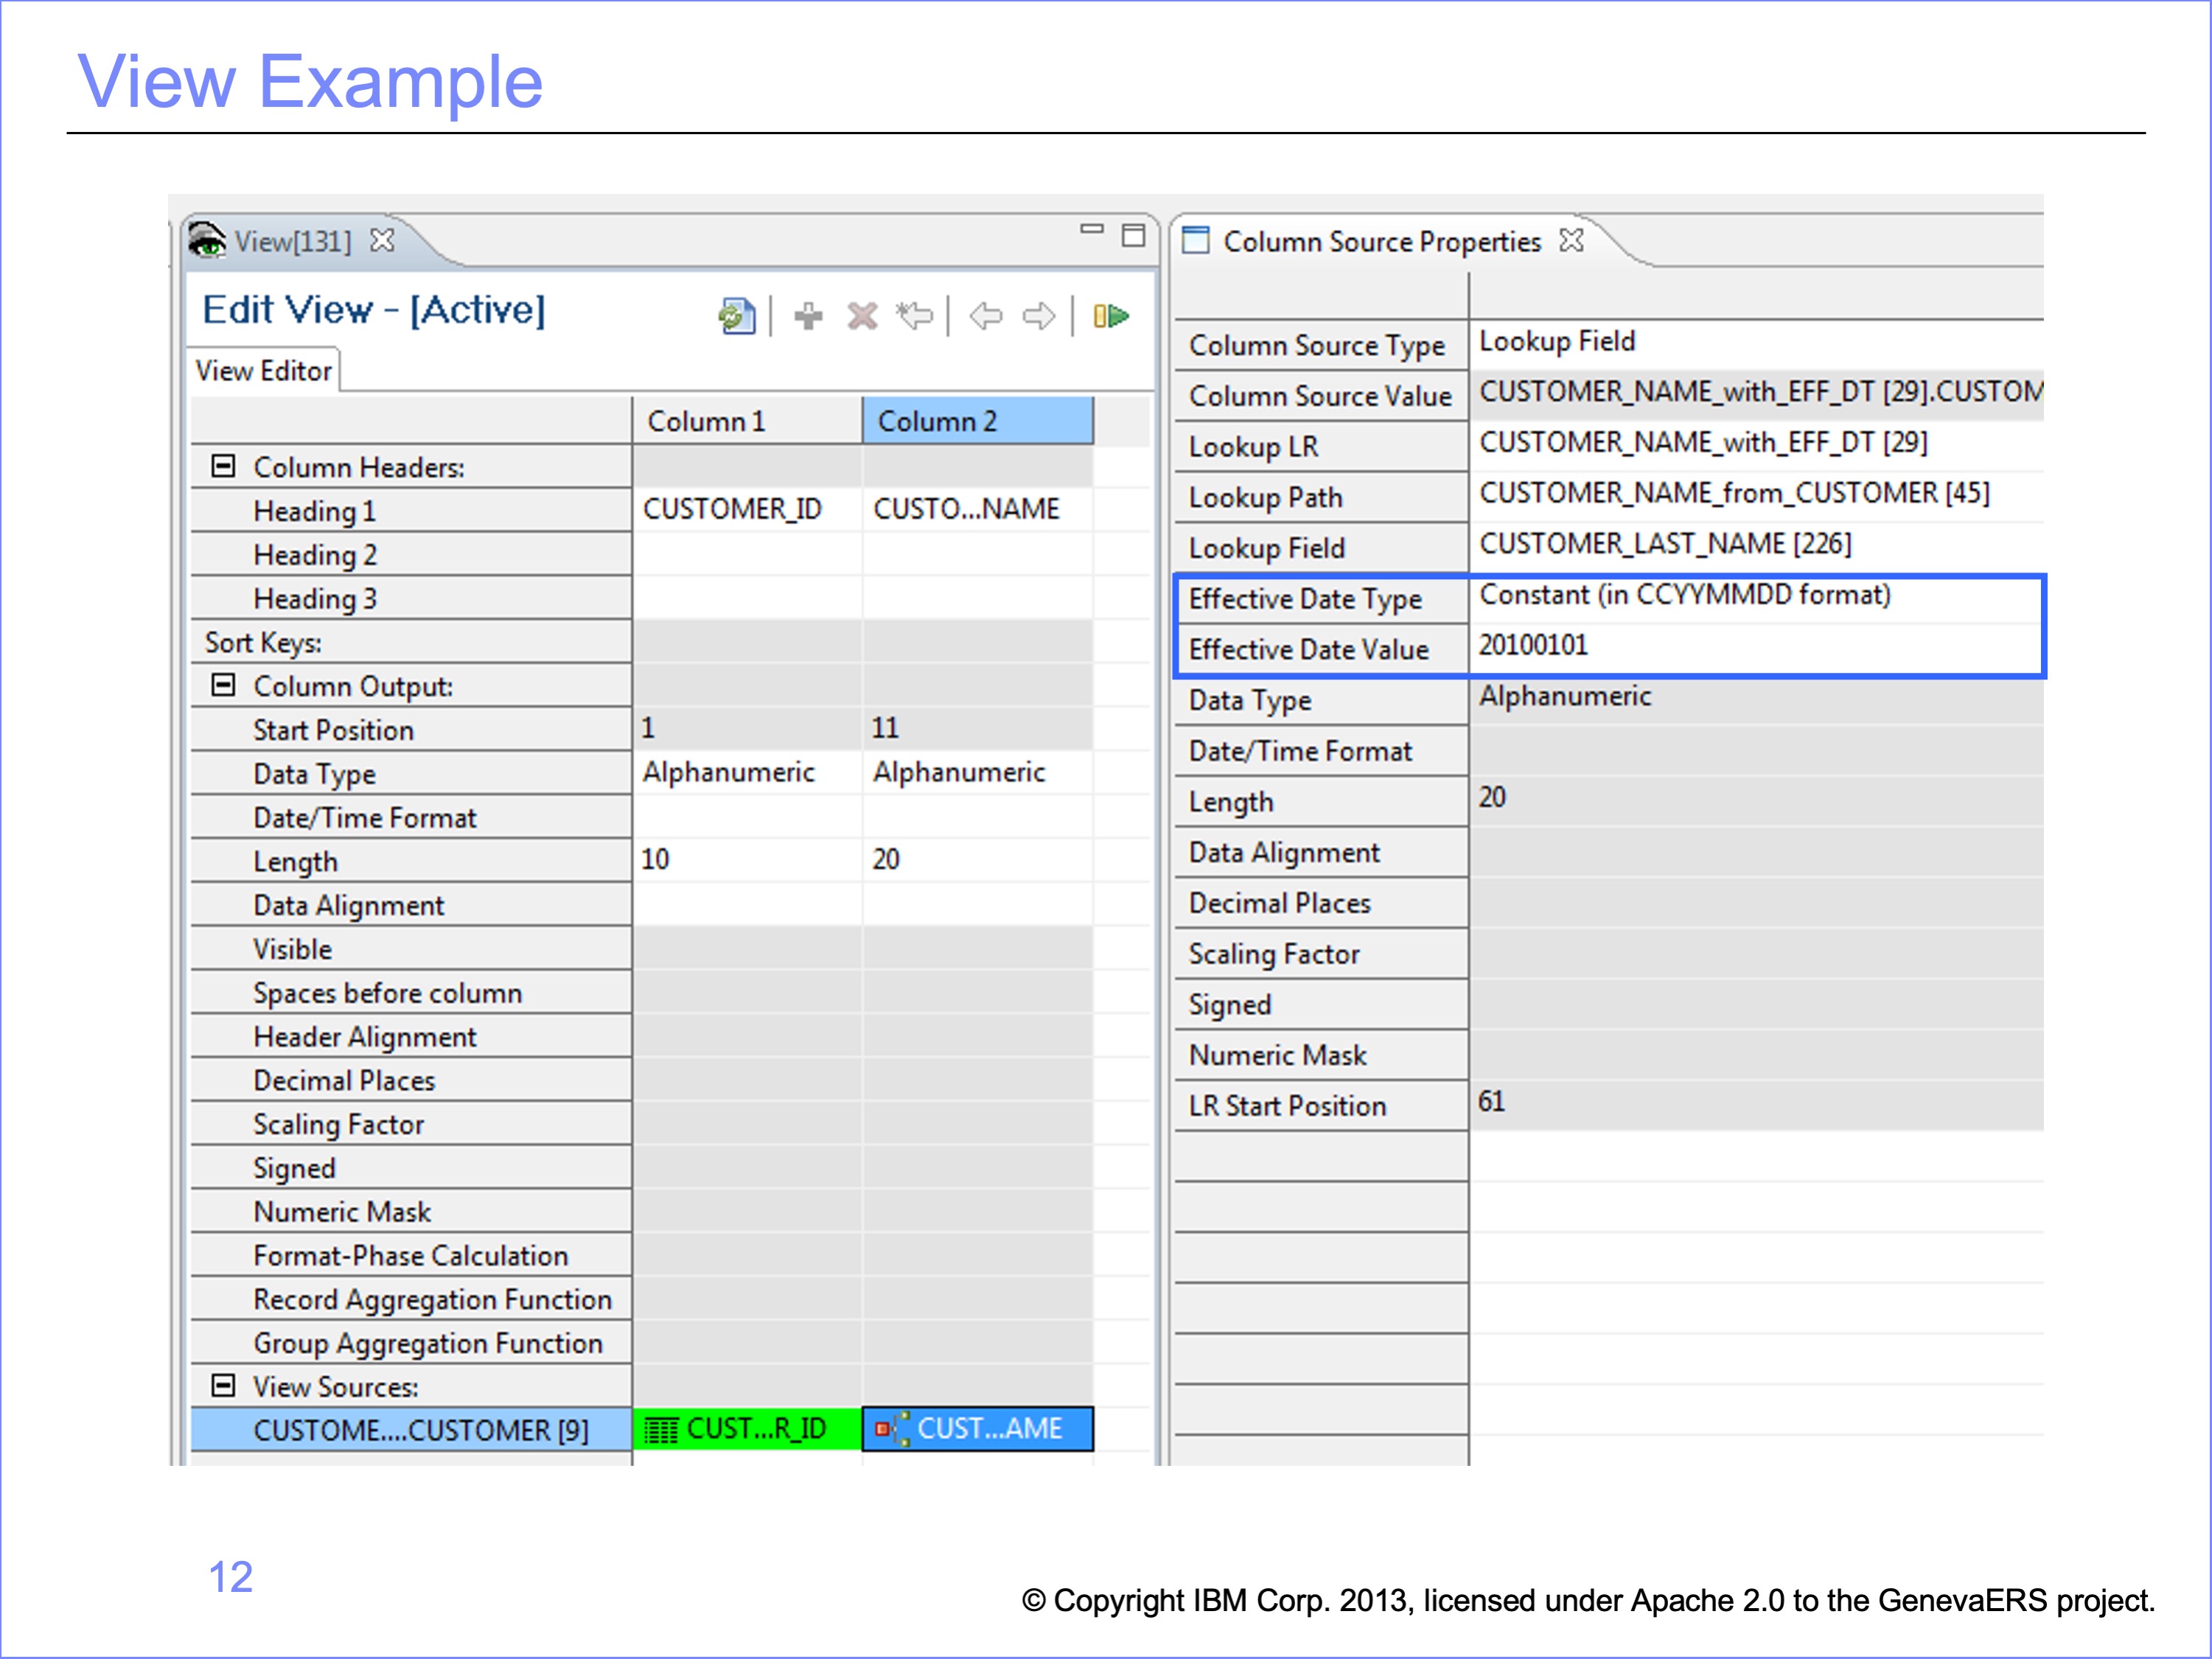 View Example
View[131]
Edit View - [Active]
View Editor
Column 1 Column 2
Column Headers:
Heading 1 CUSTOMER_ID CUSTO...NAME
Heading 2
Heading 3
Sort Keys:
Column Output:
Start Position 1 11
Data Type Alphanumeric Alphanumeric
Date/Time Format
Length 10 20
Data Alignment
Visible
Spaces before column
Header Alignment
Decimal Places
Scaling Factor
Signed
Numeric Mask
Format-Phase Calculation
Record Aggregation Function
Group Aggregation Function
View Sources:
CUSTOME....CUSTOMER [9] CUST...R_ID CUST...AME
Column Source Properties
Column Source Type Lookup Field
Column Source Value CUSTOMER_NAME_with_EFF_DT [29].CUSTOM
Lookup LR CUSTOMER_NAME_with_EFF_DT [29]
Lookup Path CUSTOMER_NAME_from_CUSTOMER [45]
Lookup Field CUSTOMER_LAST_NAME [226]
Effective Date Type Constant (in CCYYMMDD format)
Effective Date Value 20100101
Data Type Alphanumeric
Date/Time Format
Length 20
Data Alignment
Decimal Places
Scaling Factor
Signed
Numeric Mask
LR Start Position 61
12
© Copyright IBM Corp. 2013, licensed under Apache 2.0 to the GenevaERS project.